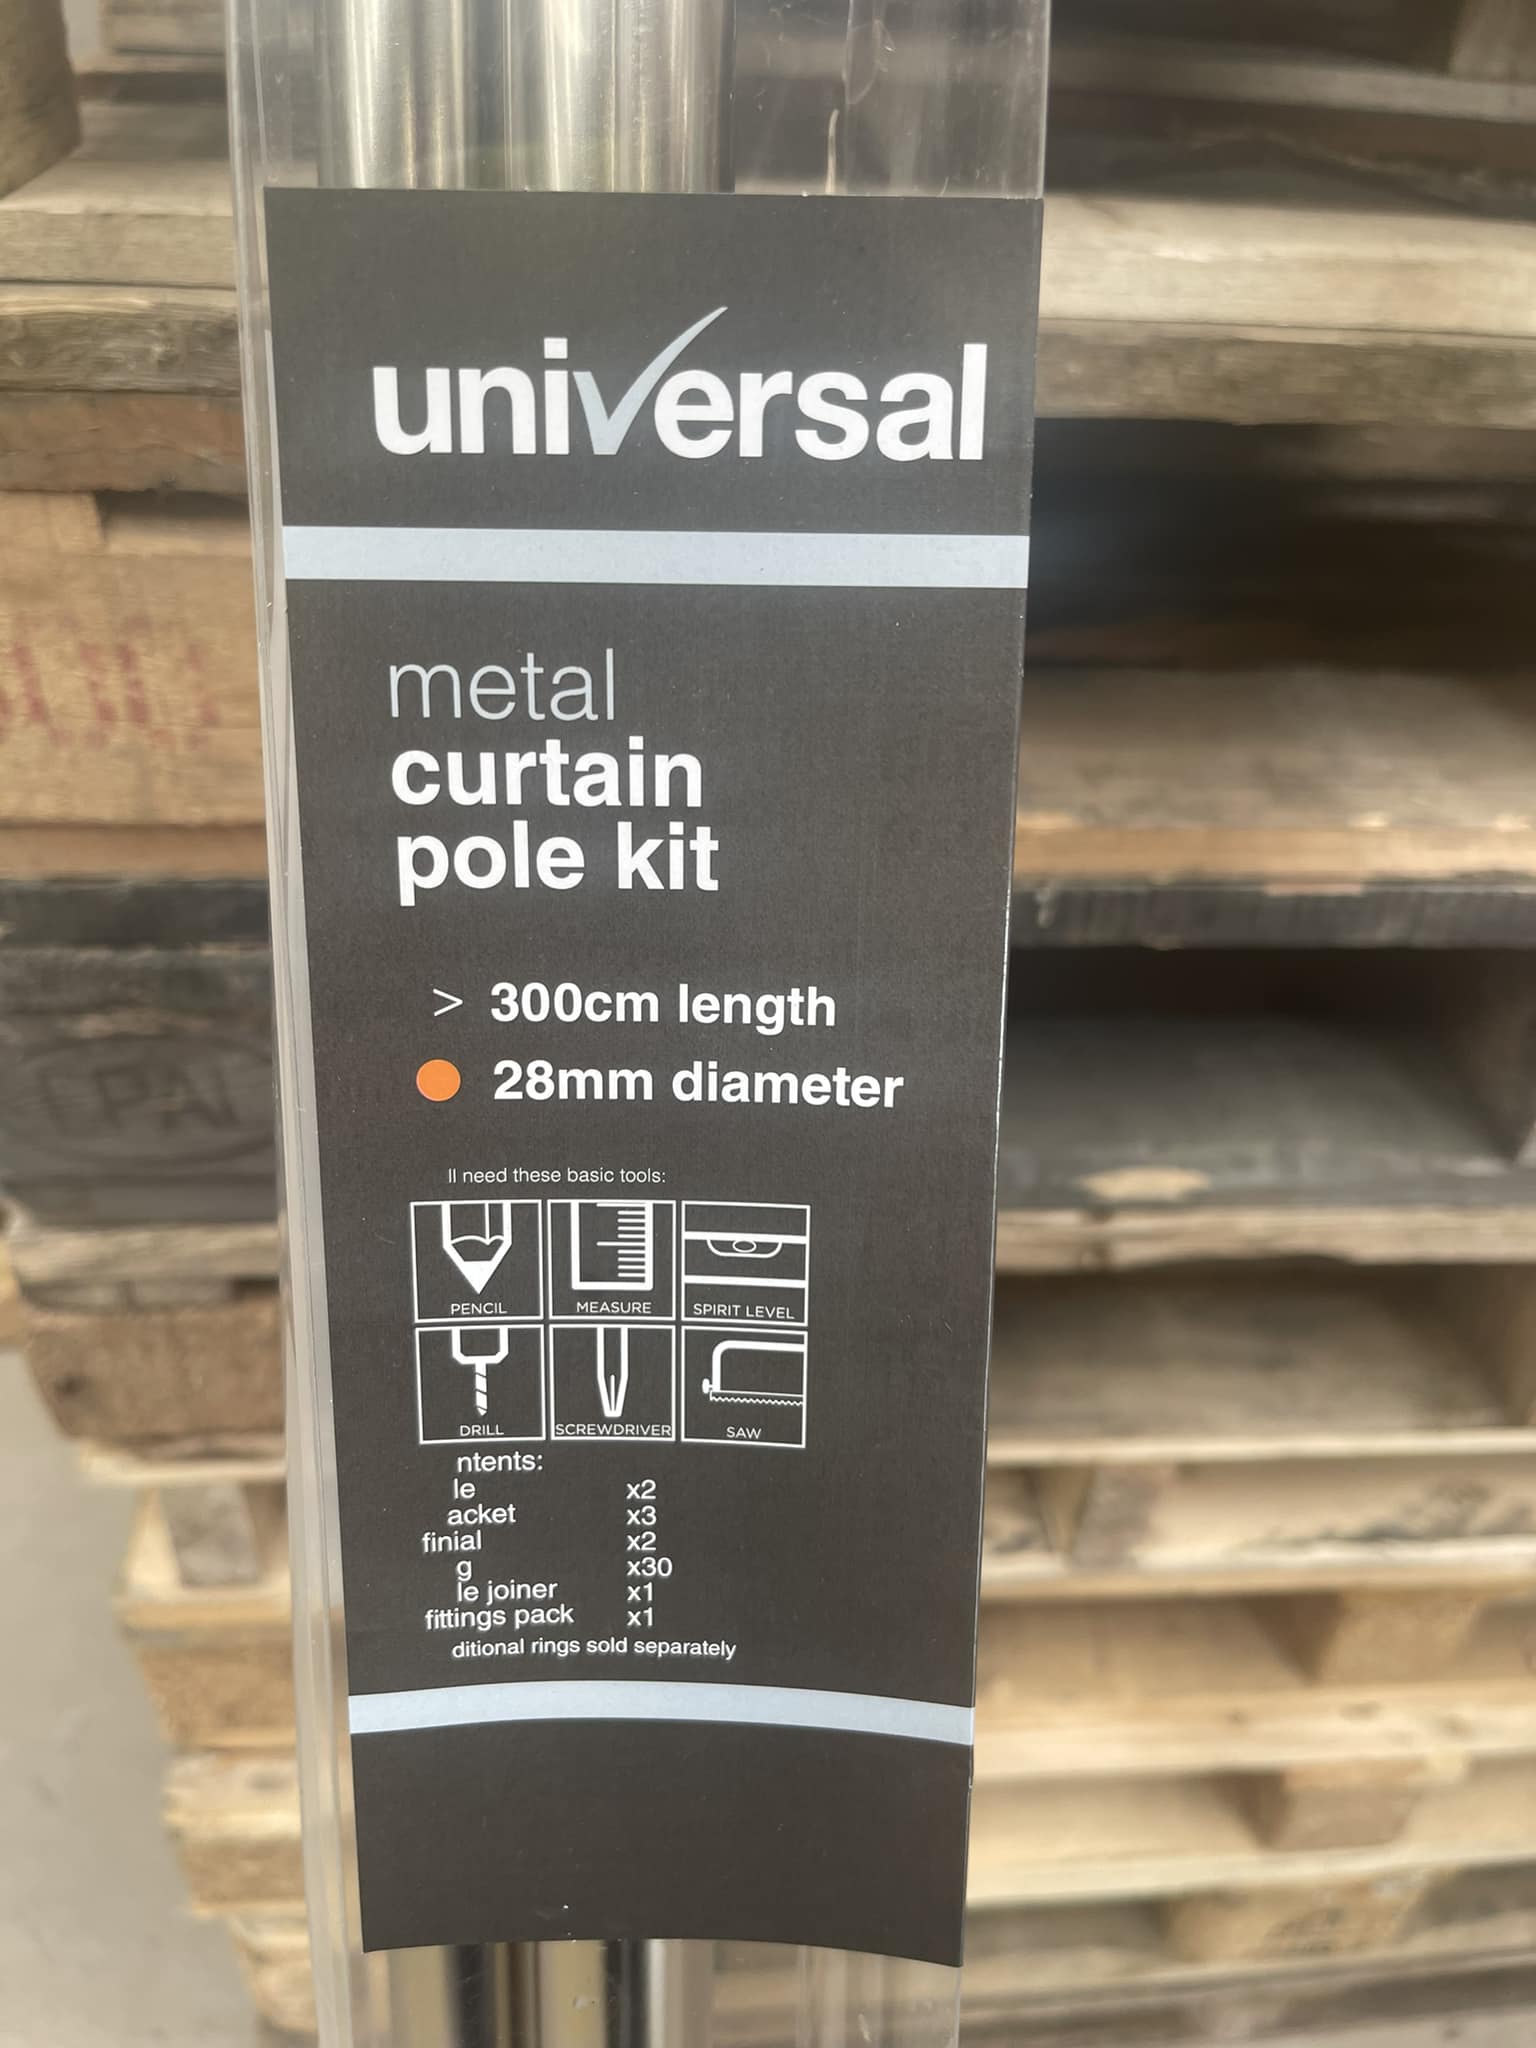 universal
metal
curtain
pole kit
> 300cm length
28mm diameter
ll need these basic tools:
PENCIL MEASURE SPIRIT LEVEL
DRILL SCREWDRIVER SAW
ntents:
le x2
acket x3
finial x2
g x30
le joiner x1
fittings pack x1
ditional rings sold separately